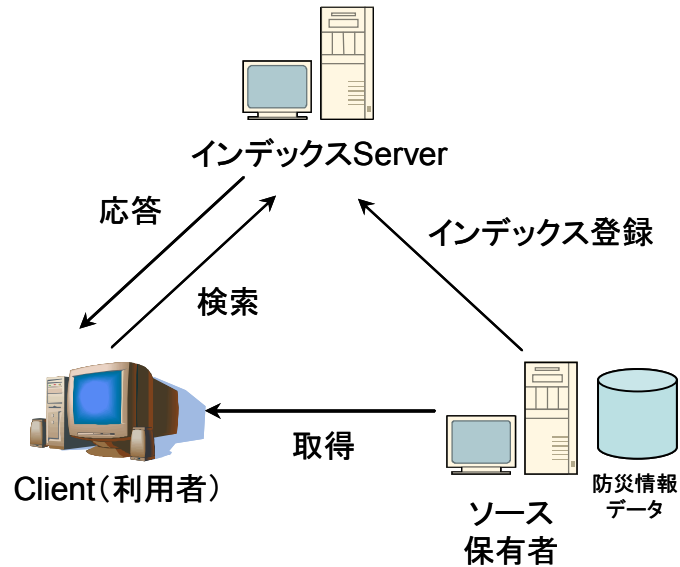 インデックスServer
応答
インデックス登録
検索
取得
Client（利用者）
防災情報
データ
ソース
保有者